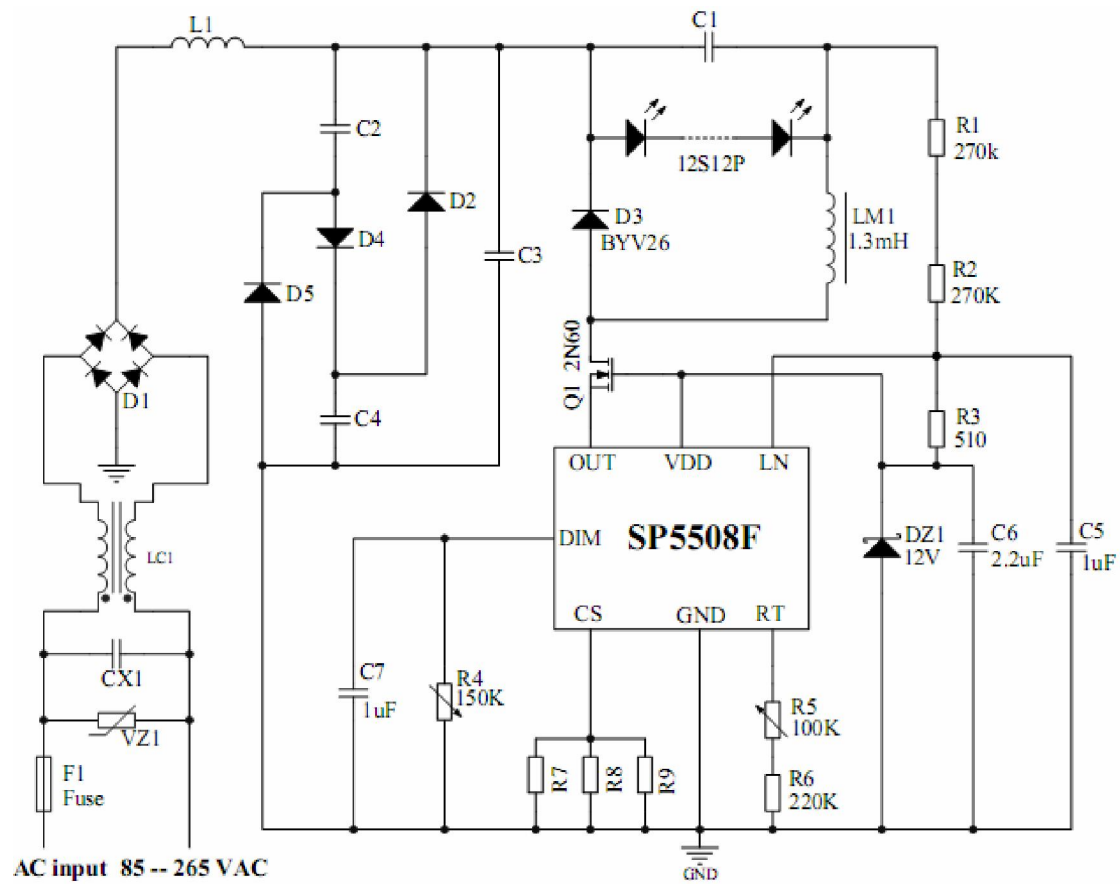 L1
C1
C2
D2
D4
D5
C3
D3
BYV26
12S12P
LM1
1.3mH
R1
270k
R2
270K
D1
C4
Q1 2N60
R3
510
OUT VDD LN
SP5508F
DIM
CS GND RT
LC1
DZ1
12V
C6
2.2uF
C5
1uF
CX1
VZ1
C7
1uF
R4
150K
R5
100K
R6
220K
R7
R8
R9
F1
Fuse
AC input 85 -- 265 VAC
GND